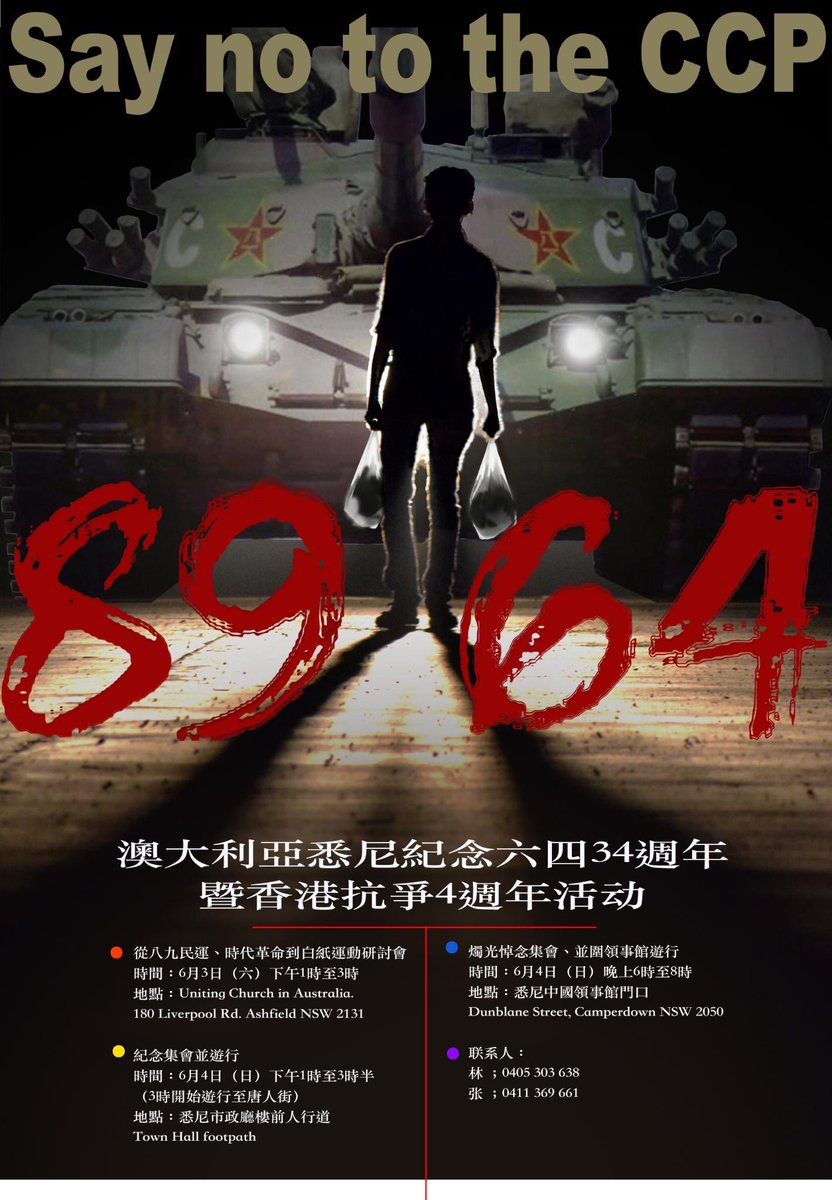 Say no to the CCP
C
C
八 一
八 一
89 64
澳大利亞悉尼紀念六四34週年
暨香港抗爭4週年活动
從八九民運、時代革命到白紙運動研討會
時間：6月3日（六）下午1時至3時
地點：Uniting Church in Australia.
180 Liverpool Rd. Ashfield NSW 2131
紀念集會並遊行
時間：6月4日（日）下午1時至3時半
（3時開始遊行至唐人街）
地點：悉尼市政廳樓前人行道
Town Hall footpath
燭光悼念集會、並圍領事館遊行
時間：6月4日（日）晚上6時至8時
地點：悉尼中國領事館門口
Dunblane Street, Camperdown NSW 2050
联系人：
林 ；0405 303 638
张 ；0411 369 661